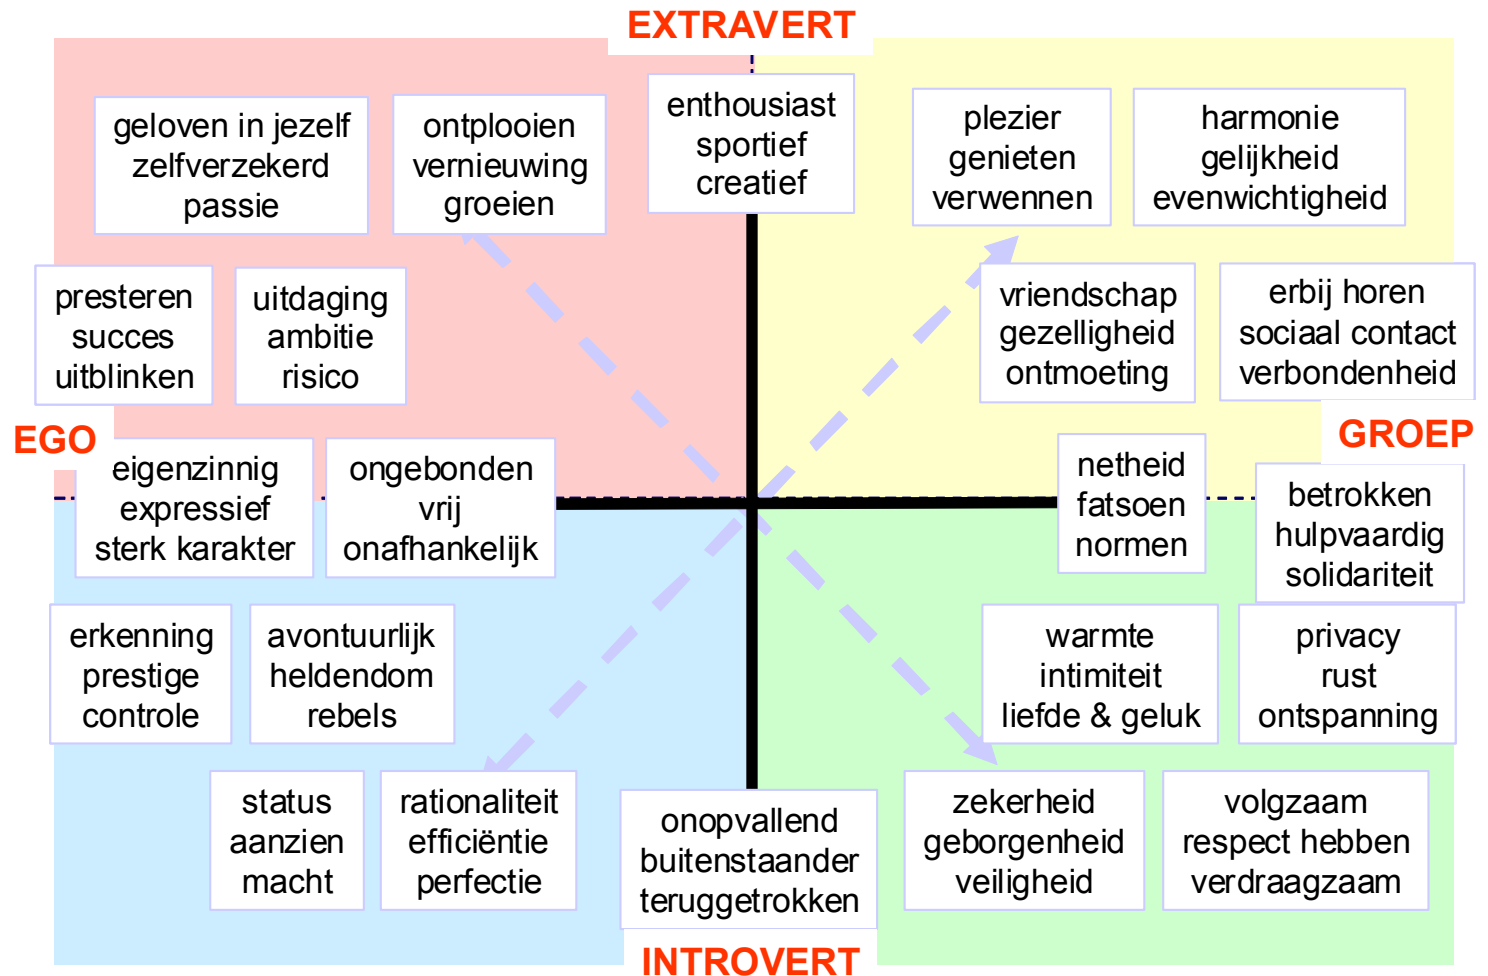 EXTRAVERT
geloven in jezelf
zelfverzekerd
passie
ontplooien
vernieuwing
groeien
enthousiast
sportief
creatief
plezier
genieten
verwennen
harmonie
gelijkheid
evenwichtigheid
presteren
succes
uitblinken
uitdaging
ambitie
risico
vriendschap
gezelligheid
ontmoeting
erbij horen
sociaal contact
verbondenheid
EGO
GROEP
eigenzinnig
expressief
sterk karakter
ongebonden
vrij
onafhankelijk
netheid
fatsoen
normen
betrokken
hulpvaardig
solidariteit
erkenning
prestige
controle
avontuurlijk
heldendom
rebels
warmte
intimiteit
liefde & geluk
privacy
rust
ontspanning
status
aanzien
macht
rationaliteit
efficiëntie
perfectie
onopvallend
buitenstaander
teruggetrokken
zekerheid
geborgenheid
veiligheid
volgzaam
respect hebben
verdraagzaam
INTROVERT